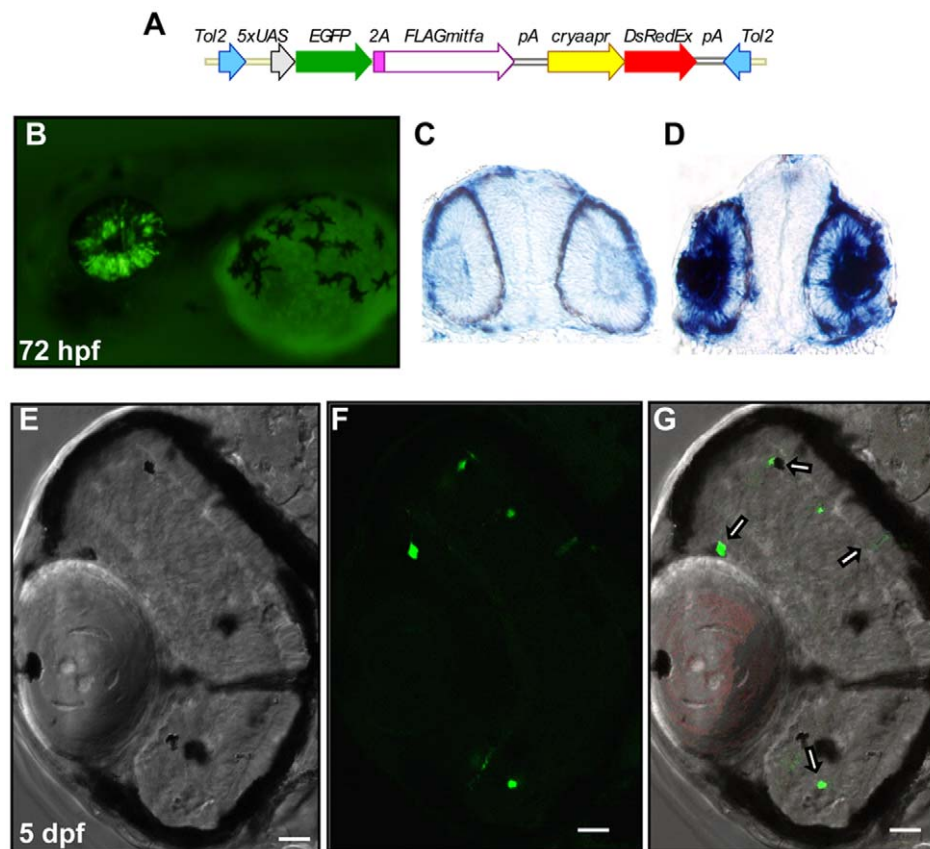 A
Tol2 5xUAS EGFP 2A FLAGmitfa pA cryaapr DsRedEx pA Tol2
B
72 hpf
C
D
E
5 dpf
F
G